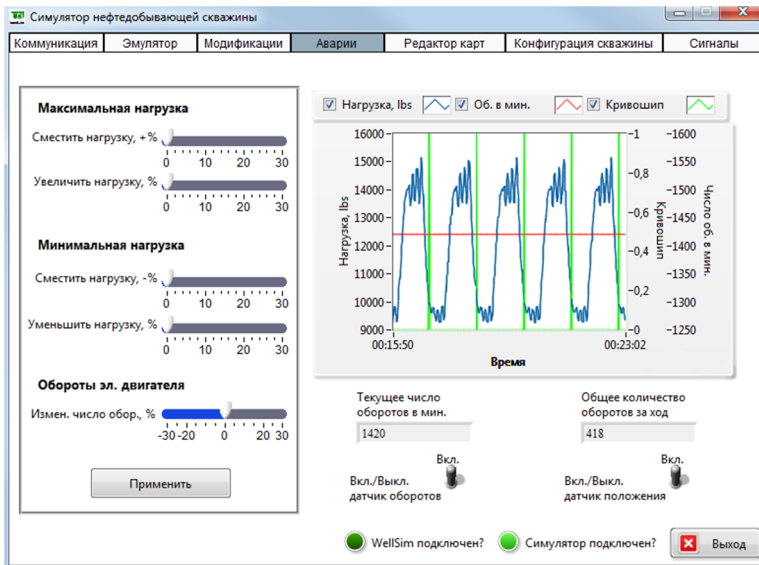 Симулятор нефтедобывающей скважины
Коммуникация Эмулятор Модификации Аварии Редактор карт Конфигурация скважины Сигналы
Максимальная нагрузка
Сместить нагрузку, +%
0 10 20 30
Увеличить нагрузку, %
0 10 20 30
Минимальная нагрузка
Сместить нагрузку, -%
0 10 20 30
Уменьшить нагрузку, %
0 10 20 30
Обороты эл. двигателя
Измен. число обор., %
-30 -20 0 20 30
Применить
Нагрузка, lbs Об. в мин. Кривошип
16000 1 1600
15000 0,8 1550
14000 1500
13000 0,6 1450
12000 0,4 1400
11000 1350
10000 0,2 1300
9000 0 1250
Нагрузка, lbs
Кривошип
Число об. в мин.
00:15:50 00:23:02
Время
Текущее число
оборотов в мин.
1420
Общее количество
оборотов за ход
418
Вкл.
Вкл./Выкл.
датчик оборотов
Вкл.
Вкл./Выкл.
датчик положения
WellSim подключен? Симулятор подключен? Выход